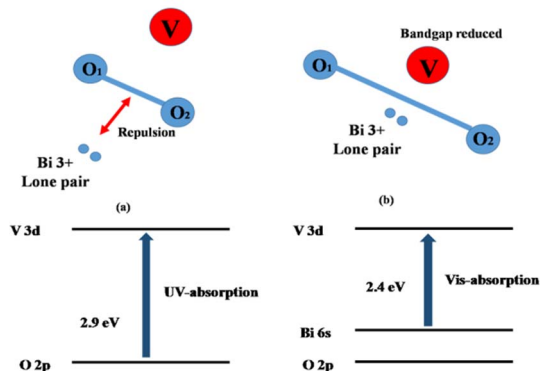 V
O1
O2
Repulsion
Bi 3+
Lone pair
(a)
V 3d
UV-absorption
2.9 eV
O 2p
Bandgap reduced
V
O1
O2
Bi 3+
Lone pair
(b)
V 3d
Vis-absorption
2.4 eV
Bi 6s
O 2p